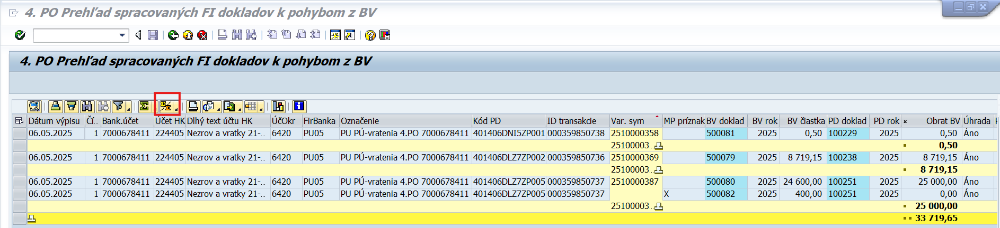 4. PO Prehľad spracovaných FI dokladov k pohybom z BV
4. PO Prehľad spracovaných FI dokladov k pohybom z BV
Dátum výpisu Čí... Bank.účet Účet HK Dlhý text účtu HK ÚčOkr FirBanka Označenie Kód PD ID transakcie Var. sym MP príznak BV doklad BV rok BV čiastka PD doklad PD rok Obrat BV Úhrada
06.05.2025 1 7000678411 224405 Nezrov a vratky 21-... 6420 PU05 PU PÚ-vratenia 4.PO 7000678411 401406DNI5ZP001 000359850738 2510000358 500081 2025 0,50 100229 2025 0,50 Áno
25100003... 0,50
06.05.2025 1 7000678411 224405 Nezrov a vratky 21-... 6420 PU05 PU PÚ-vratenia 4.PO 7000678411 401406DLZ7ZP002 000359850736 2510000369 500079 2025 8 719,15 100238 2025 8 719,15 Áno
25100003... 8 719,15
06.05.2025 1 7000678411 224405 Nezrov a vratky 21-... 6420 PU05 PU PÚ-vratenia 4.PO 7000678411 401406DLZ7ZP005 000359850737 2510000387 500080 2025 24 600,00 100251 2025 25 000,00 Áno
06.05.2025 1 7000678411 224405 Nezrov a vratky 21-... 6420 PU05 PU PÚ-vratenia 4.PO 7000678411 401406DLZ7ZP005 000359850737 X 500082 2025 400,00 100251 2025 0,00 Áno
25100003... 25 000,00
33 719,65